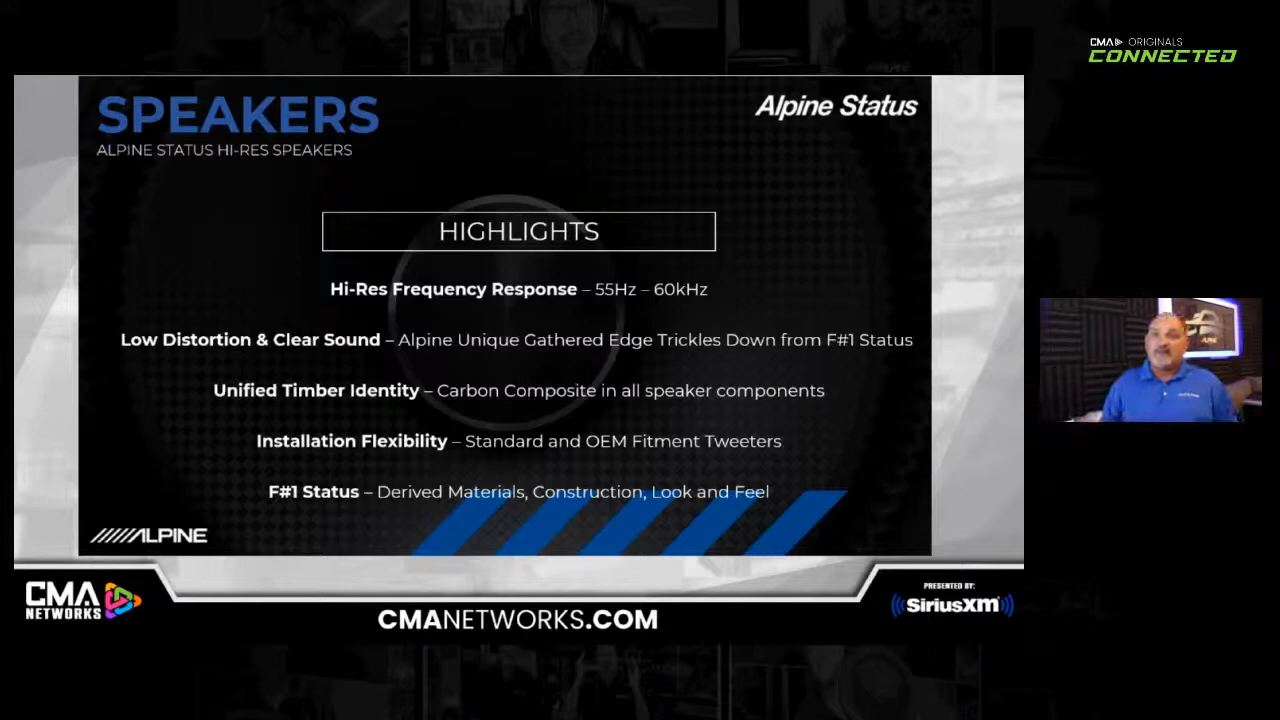 CMA ORIGINALS
CONNECTED
SPEAKERS
Alpine Status
ALPINE STATUS HI-RES SPEAKERS
HIGHLIGHTS
Hi-Res Frequency Response – 55Hz – 60kHz
Low Distortion & Clear Sound – Alpine Unique Gathered Edge Trickles Down from F#1 Status
Unified Timber Identity – Carbon Composite in all speaker components
Installation Flexibility – Standard and OEM Fitment Tweeters
F#1 Status – Derived Materials, Construction, Look and Feel
ALPINE
CMA
NETWORKS
CMANETWORKS.COM
PRESENTED BY:
SiriusXM